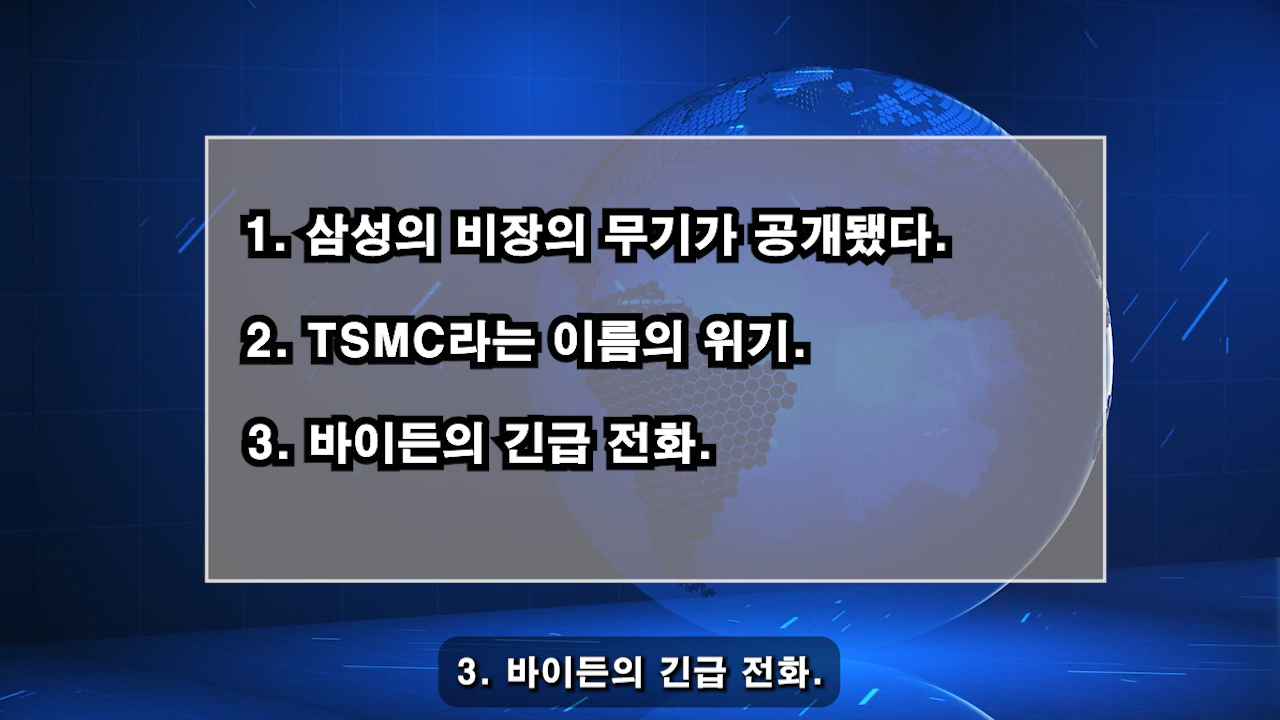 1. 삼성의 비장의 무기가 공개됐다.
2. TSMC라는 이름의 위기.
3. 바이든의 긴급 전화.
3. 바이든의 긴급 전화.